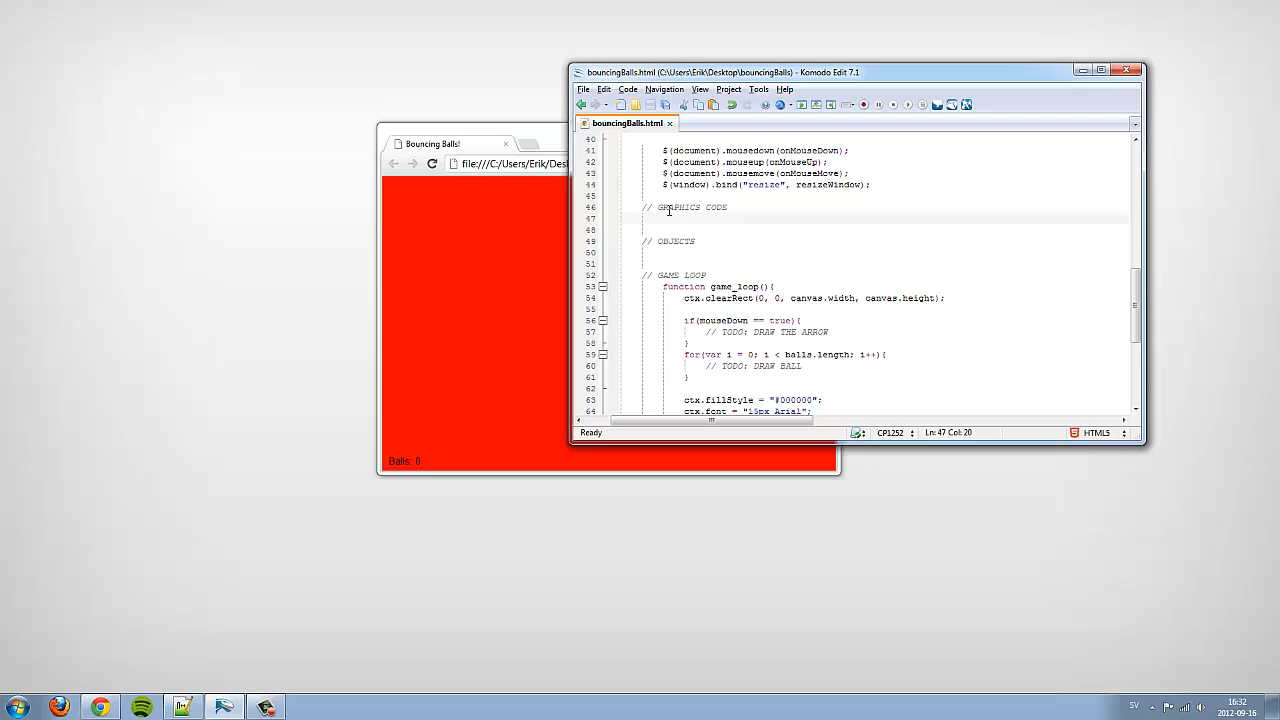 bouncingBalls.html (C:\Users\Erik\Desktop\bouncingBalls) - Komodo Edit 7.1
File Edit Code Navigation View Project Tools Help
bouncingBalls.html
Bouncing Balls!
file:///C:/Users/Erik/Des
40
41 $(document).mousedown(onMouseDown);
42 $(document).mouseup(onMouseUp);
43 $(document).mousemove(onMouseMove);
44 $(window).bind("resize", resizeWindow);
45
46 // GRAPHICS CODE
47
48
49 // OBJECTS
50
51
52 // GAME LOOP
53 function game_loop(){
54 ctx.clearRect(0, 0, canvas.width, canvas.height);
55
56 if(mouseDown == true){
57 // TODO: DRAW THE ARROW
58 }
59 for(var i = 0; i < balls.length; i++){
60 // TODO: DRAW BALL
61 }
62
63 ctx.fillStyle = "#000000";
64 ctx.font = "15px Arial";
Ready CP1252 Ln: 47 Col: 20 HTML5
Balls: 0
SV
16:32
2012-09-16